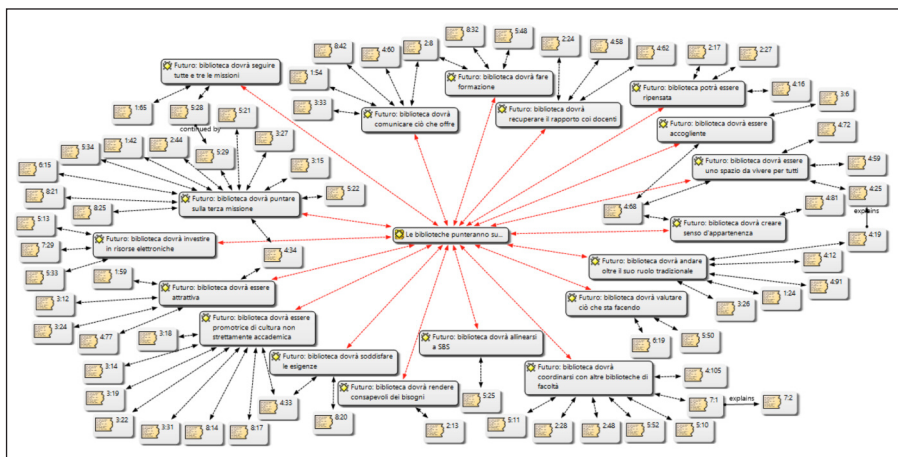 8:42
4:60
2:8
8:32
5:48
2:24
4:58
4:62
2:17
2:27
Futuro: biblioteca dovrà seguire
tutte e tre le missioni
1:54
3:33
Futuro: biblioteca dovrà
comunicare ciò che offre
Futuro: biblioteca dovrà fare
formazione
Futuro: biblioteca dovrà
recuperare il rapporto coi docenti
Futuro: biblioteca potrà essere
ripensata
4:16
3:6
1:65
5:28
continued by
5:21
3:27
5:29
Futuro: biblioteca dovrà essere
accogliente
4:72
6:15
5:34
1:42
2:44
3:15
5:22
8:21
8:25
Futuro: biblioteca dovrà puntare
sulla terza missione
Futuro: biblioteca dovrà essere
uno spazio da vivere per tutti
4:59
4:25
explains
4:19
4:68
4:81
Futuro: biblioteca dovrà creare
senso d'appartenenza
5:13
7:29
5:33
Futuro: biblioteca dovrà investire
in risorse elettroniche
4:34
Le biblioteche punteranno su...
Futuro: biblioteca dovrà andare
oltre il suo ruolo tradizionale
4:12
4:91
1:24
3:26
1:59
3:12
3:24
4:77
Futuro: biblioteca dovrà essere
attrattiva
Futuro: biblioteca dovrà valutare
ciò che sta facendo
6:19
5:50
Futuro: biblioteca dovrà essere
promotrice di cultura non
strettamente accademica
3:18
3:14
3:19
3:22
3:31
8:14
8:17
4:33
Futuro: biblioteca dovrà soddisfare
le esigenze
8:20
Futuro: biblioteca dovrà rendere
consapevoli dei bisogni
2:13
Futuro: biblioteca dovrà alinearsi
a SBS
5:25
Futuro: biblioteca dovrà
coordinarsi con altre biblioteche di
facoltà
4:105
7:1
explains
7:2
5:11
2:28
2:48
5:52
5:10